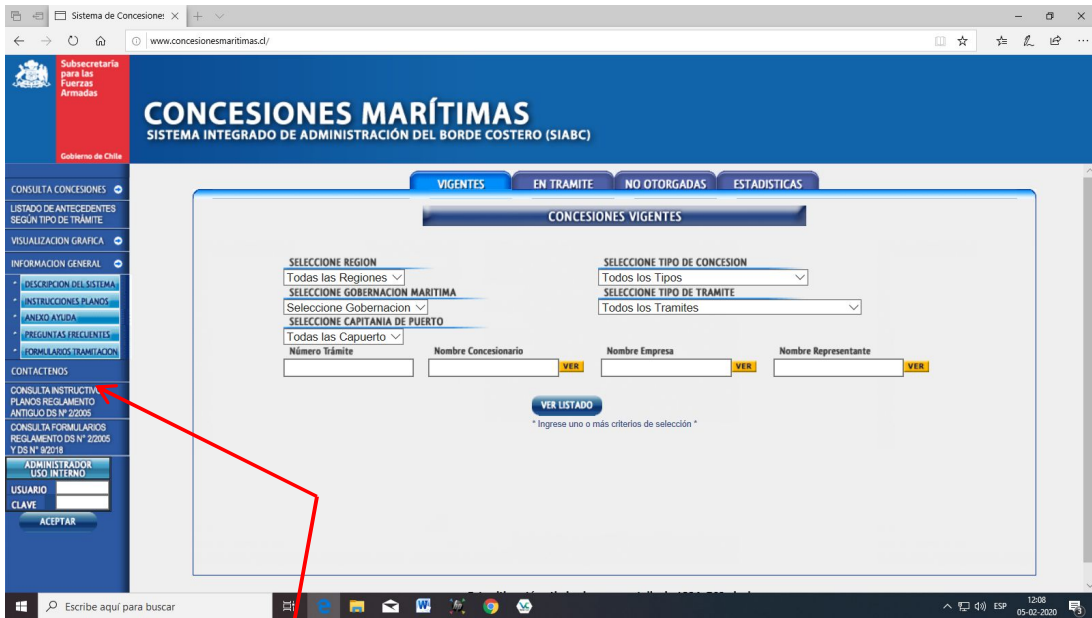 Sistema de Concesione:
www.concesionesmaritimas.cl/
Subsecretaría
para las
Fuerzas
Armadas
Gobierno de Chile
CONCESIONES MARÍTIMAS
SISTEMA INTEGRADO DE ADMINISTRACIÓN DEL BORDE COSTERO (SIABC)
CONSULTA CONCESIONES
LISTADO DE ANTECEDENTES
SEGÚN TIPO DE TRÁMITE
VISUALIZACION GRAFICA
INFORMACION GENERAL
* DESCRIPCION DEL SISTEMA
* INSTRUCCIONES PLANOS
* ANEXO AYUDA
* PREGUNTAS FRECUENTES
* FORMULARIOS TRAMITACION
CONTACTENOS
CONSULTA INSTRUCTIVO
PLANOS REGLAMENTO
ANTIGUO DS Nº 2/2005
CONSULTA FORMULARIOS
REGLAMENTO DS N° 2/2005
Y DS N° 9/2018
ADMINISTRADOR
USO INTERNO
USUARIO
CLAVE
ACEPTAR
VIGENTES EN TRAMITE NO OTORGADAS ESTADISTICAS
CONCESIONES VIGENTES
SELECCIONE REGION SELECCIONE TIPO DE CONCESION
Todas las Regiones Todos los Tipos
SELECCIONE GOBERNACION MARITIMA SELECCIONE TIPO DE TRAMITE
Seleccione Gobernacion Todos los Tramites
SELECCIONE CAPITANIA DE PUERTO
Todas las Capuerto
Número Trámite Nombre Concesionario Nombre Empresa Nombre Representante
VER VER VER
VER LISTADO
* Ingrese uno o más criterios de selección *
Escribe aquí para buscar
ESP
12:08
05-02-2020
3